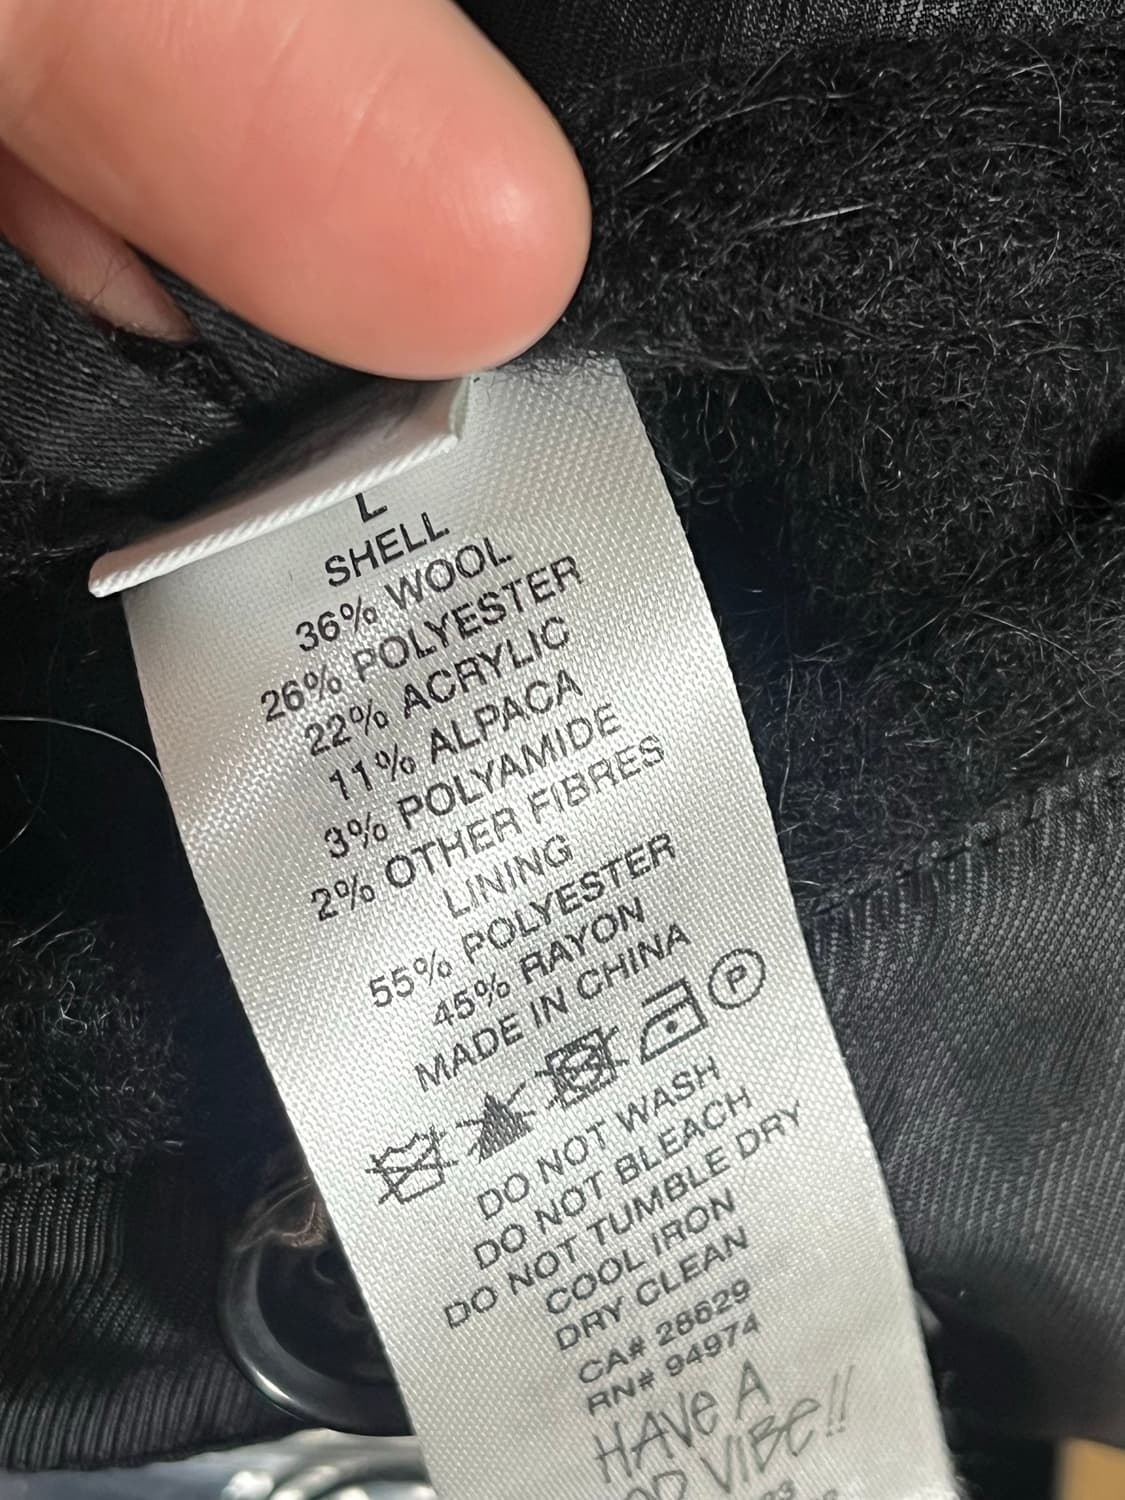 L
SHELL
36% WOOL
26% POLYESTER
22% ACRYLIC
11% ALPACA
3% POLYAMIDE
2% OTHER FIBRES
LINING
55% POLYESTER
45% RAYON
MADE IN CHINA
P
DO NOT WASH
DO NOT BLEACH
DO NOT TUMBLE DRY
COOL IRON
DRY CLEAN
CA# 28629
RN# 94974
HAVE A
VIBE!!